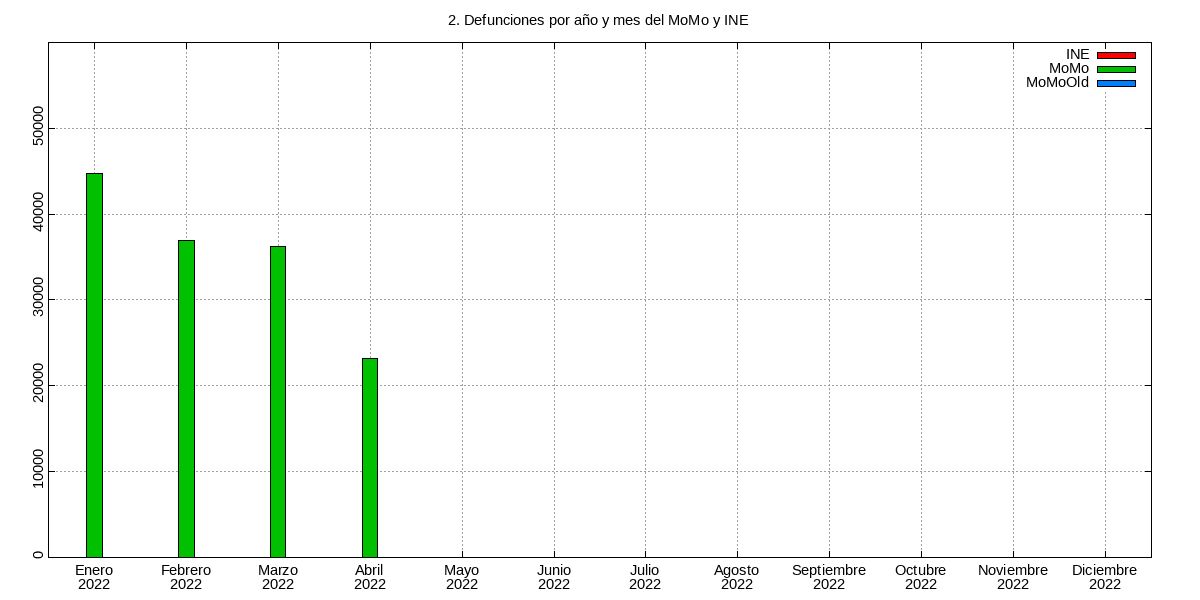 2. Defunciones por año y mes del MoMo y INE
INE
MoMo
MoMoOld
50000
40000
30000
20000
10000
0
Enero Febrero Marzo Abril Mayo Junio Julio Agosto Septiembre Octubre Noviembre Diciembre
2022 2022 2022 2022 2022 2022 2022 2022 2022 2022 2022 2022